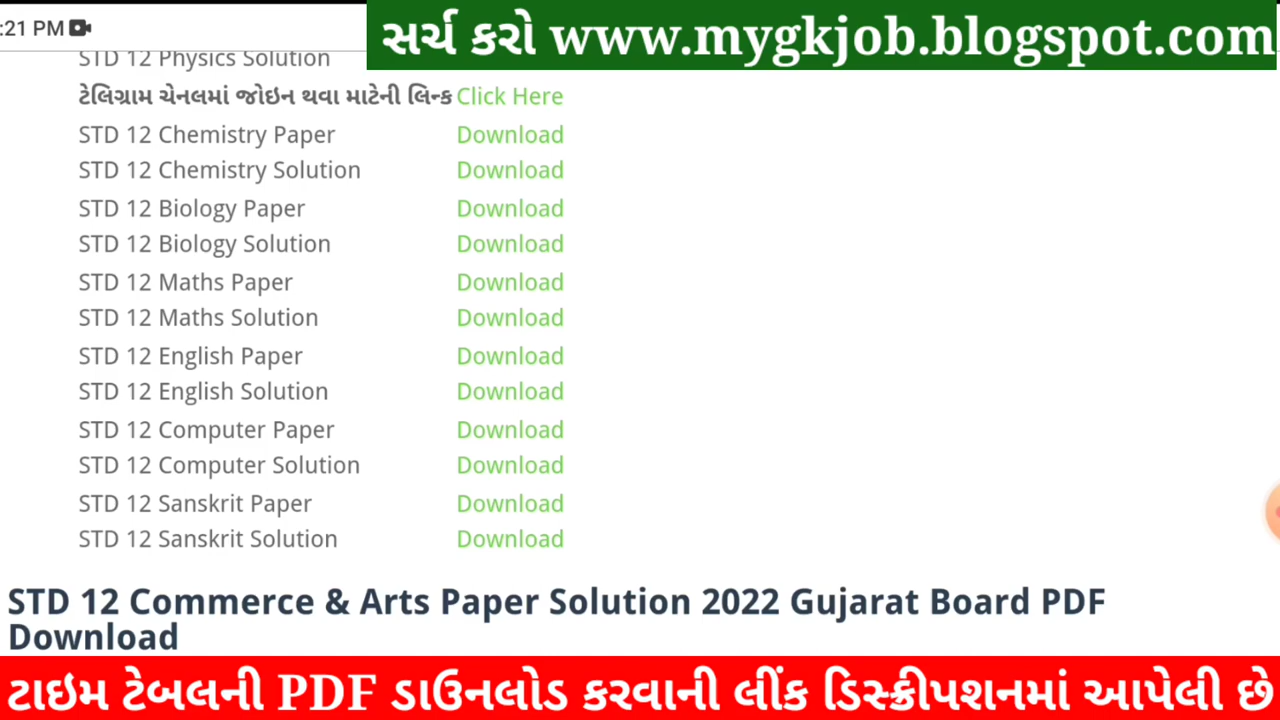 :21 PM
સર્ચ કરો www.mygkjob.blogspot.com
STD 12 Physics Solution
ટેલિગ્રામ ચેનલમાં જોઇન થવા માટેની લિન્ક Click Here
STD 12 Chemistry Paper Download
STD 12 Chemistry Solution Download
STD 12 Biology Paper Download
STD 12 Biology Solution Download
STD 12 Maths Paper Download
STD 12 Maths Solution Download
STD 12 English Paper Download
STD 12 English Solution Download
STD 12 Computer Paper Download
STD 12 Computer Solution Download
STD 12 Sanskrit Paper Download
STD 12 Sanskrit Solution Download
STD 12 Commerce & Arts Paper Solution 2022 Gujarat Board PDF
Download
ટાઇમ ટેબલની PDF ડાઉનલોડ કરવાની લીંક ડિસ્ક્રીપશનમાં આપેલી છે